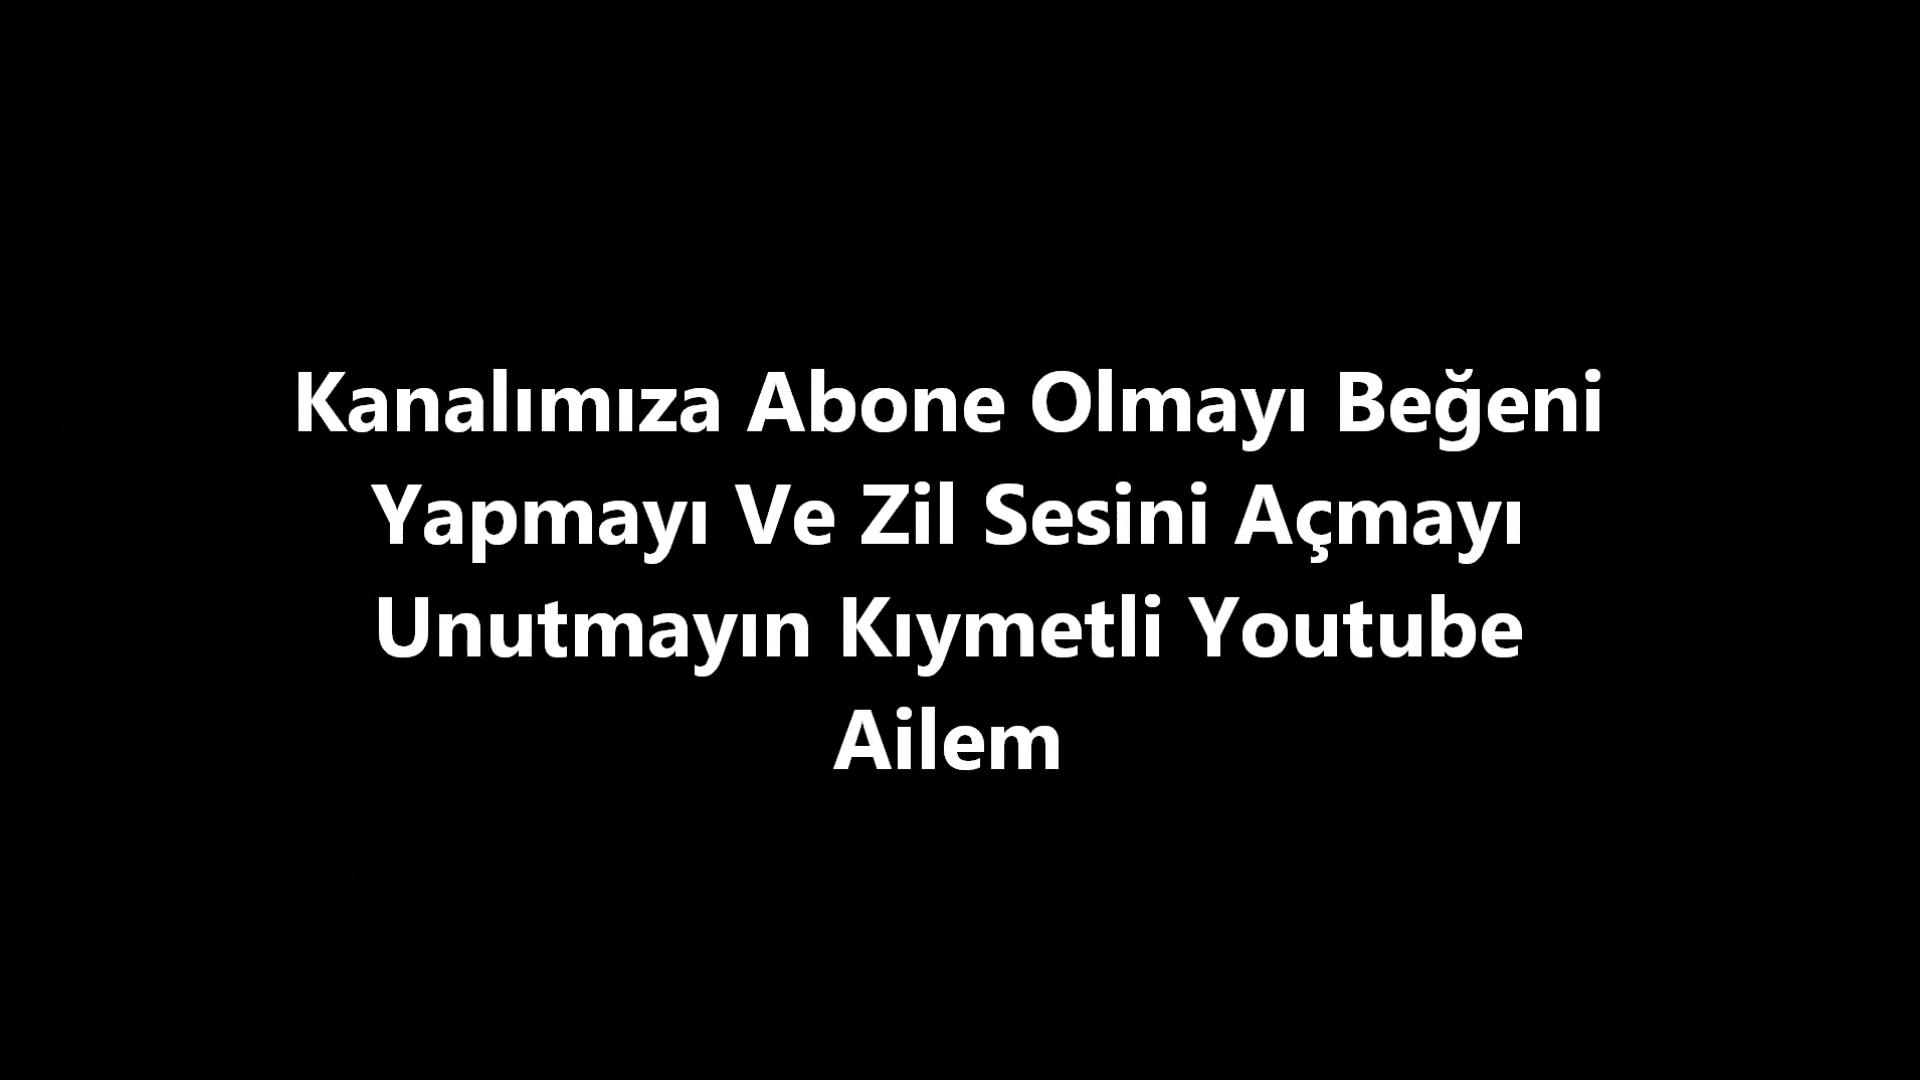 Kanalımıza Abone Olmayı Beğeni
Yapmayı Ve Zil Sesini Açmayı
Unutmayın Kıymetli Youtube
Ailem